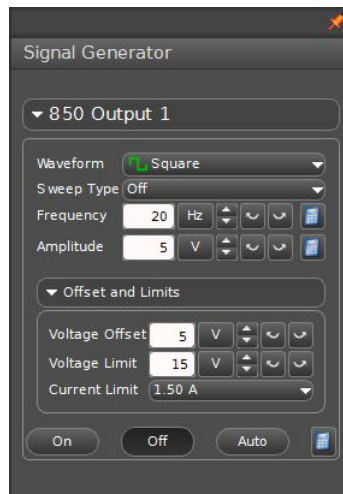 Signal Generator
850 Output 1
Waveform Square
Sweep Type Off
Frequency 20 Hz
Amplitude 5 V
Offset and Limits
Voltage Offset 5 V
Voltage Limit 15 V
Current Limit 1.50 A
On Off Auto